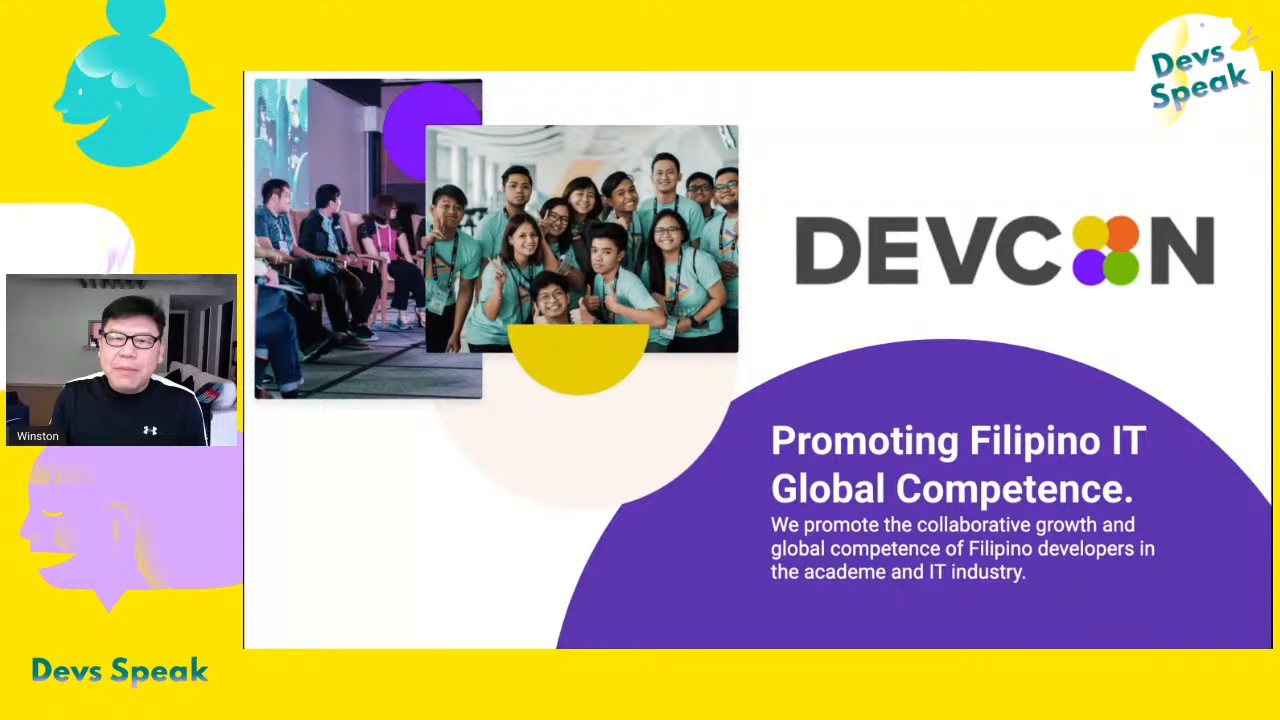 Devs
Speak
DEVCON
Winston
Promoting Filipino IT
Global Competence.
We promote the collaborative growth and
global competence of Filipino developers in
the academe and IT industry.
Devs Speak